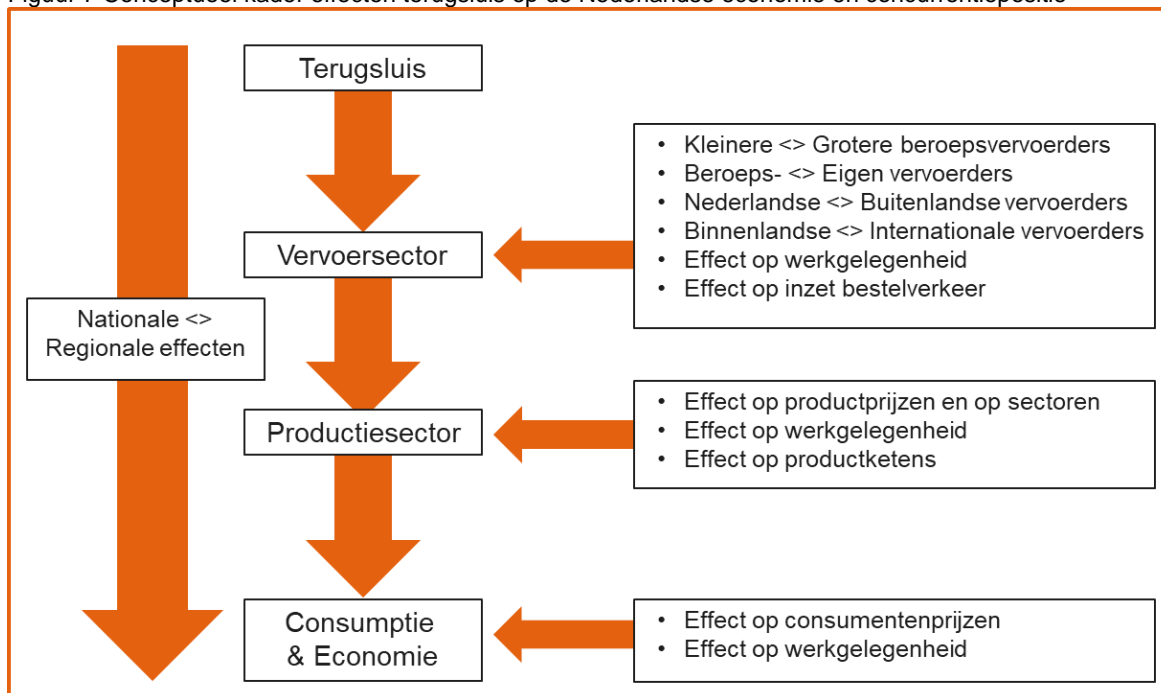 Terugsluis
• Kleinere <> Grotere beroepsvervoerders
• Beroeps- <> Eigen vervoerders
• Nederlandse <> Buitenlandse vervoerders
• Binnenlandse <> Internationale vervoerders
• Effect op werkgelegenheid
• Effect op inzet bestelverkeer
Vervoersector
Nationale <>
Regionale effecten
• Effect op productprijzen en op sectoren
• Effect op werkgelegenheid
• Effect op productketens
Productiesector
Consumptie
& Economie
• Effect op consumentenprijzen
• Effect op werkgelegenheid